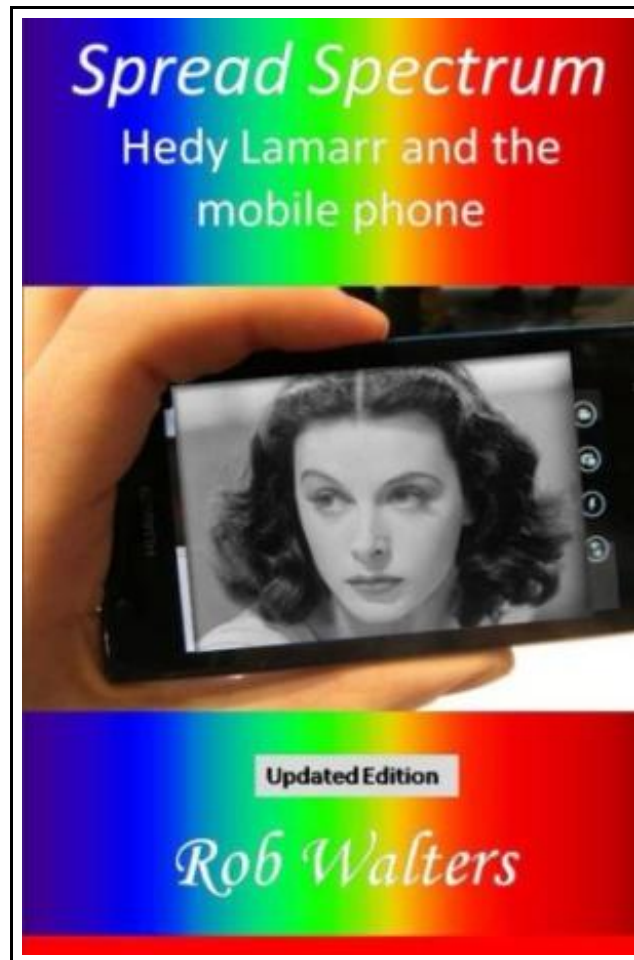 Spread Spectrum
Hedy Lamarr and the
mobile phone
Updated Edition
Rob Walters